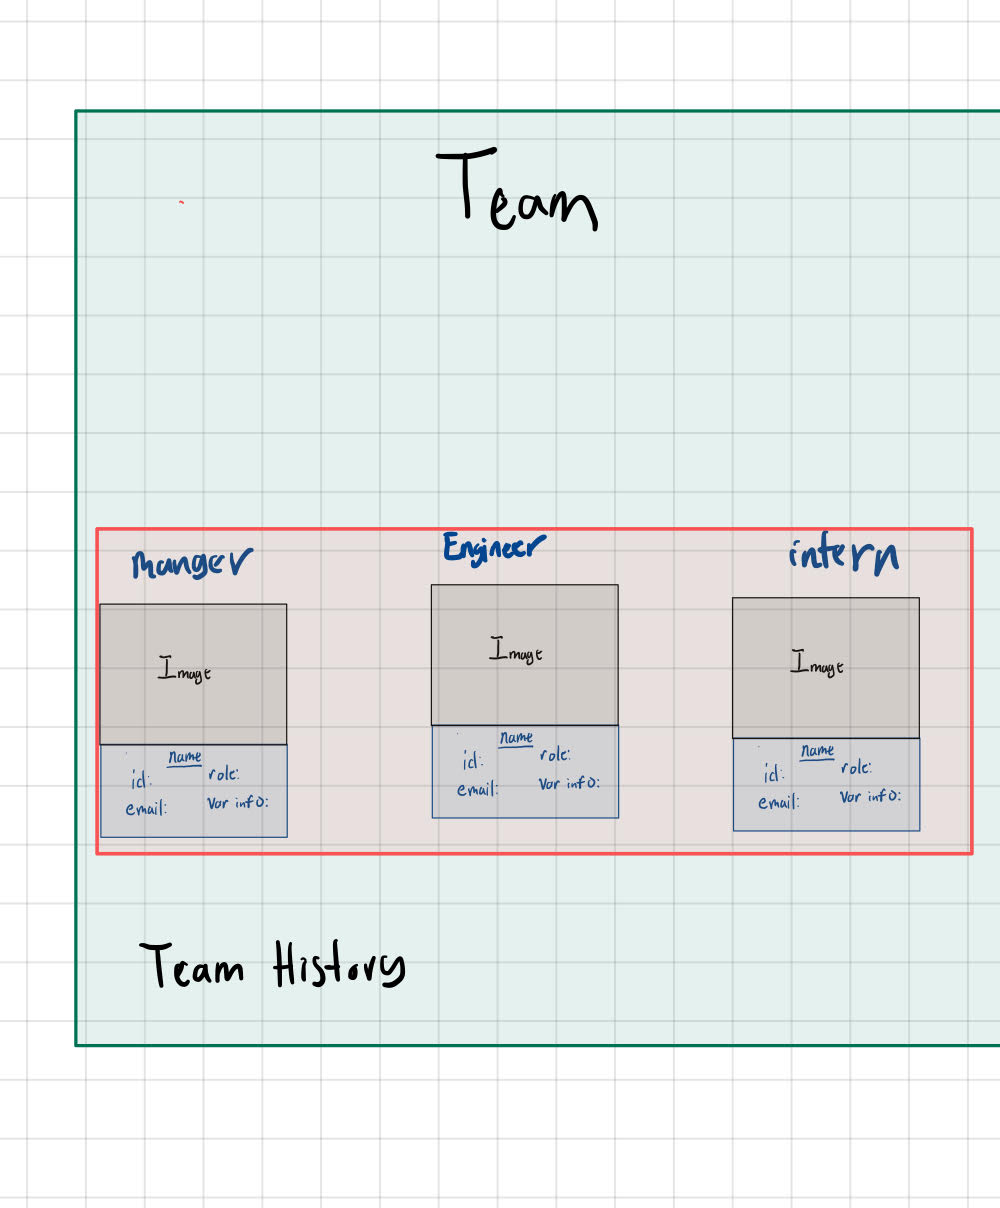 Team
manger
Engineer
intern
Image
name
id:
role:
email:
Var info:
Image
name
id:
role:
email:
Var info:
Image
name
id:
role:
email:
Var info:
Team History